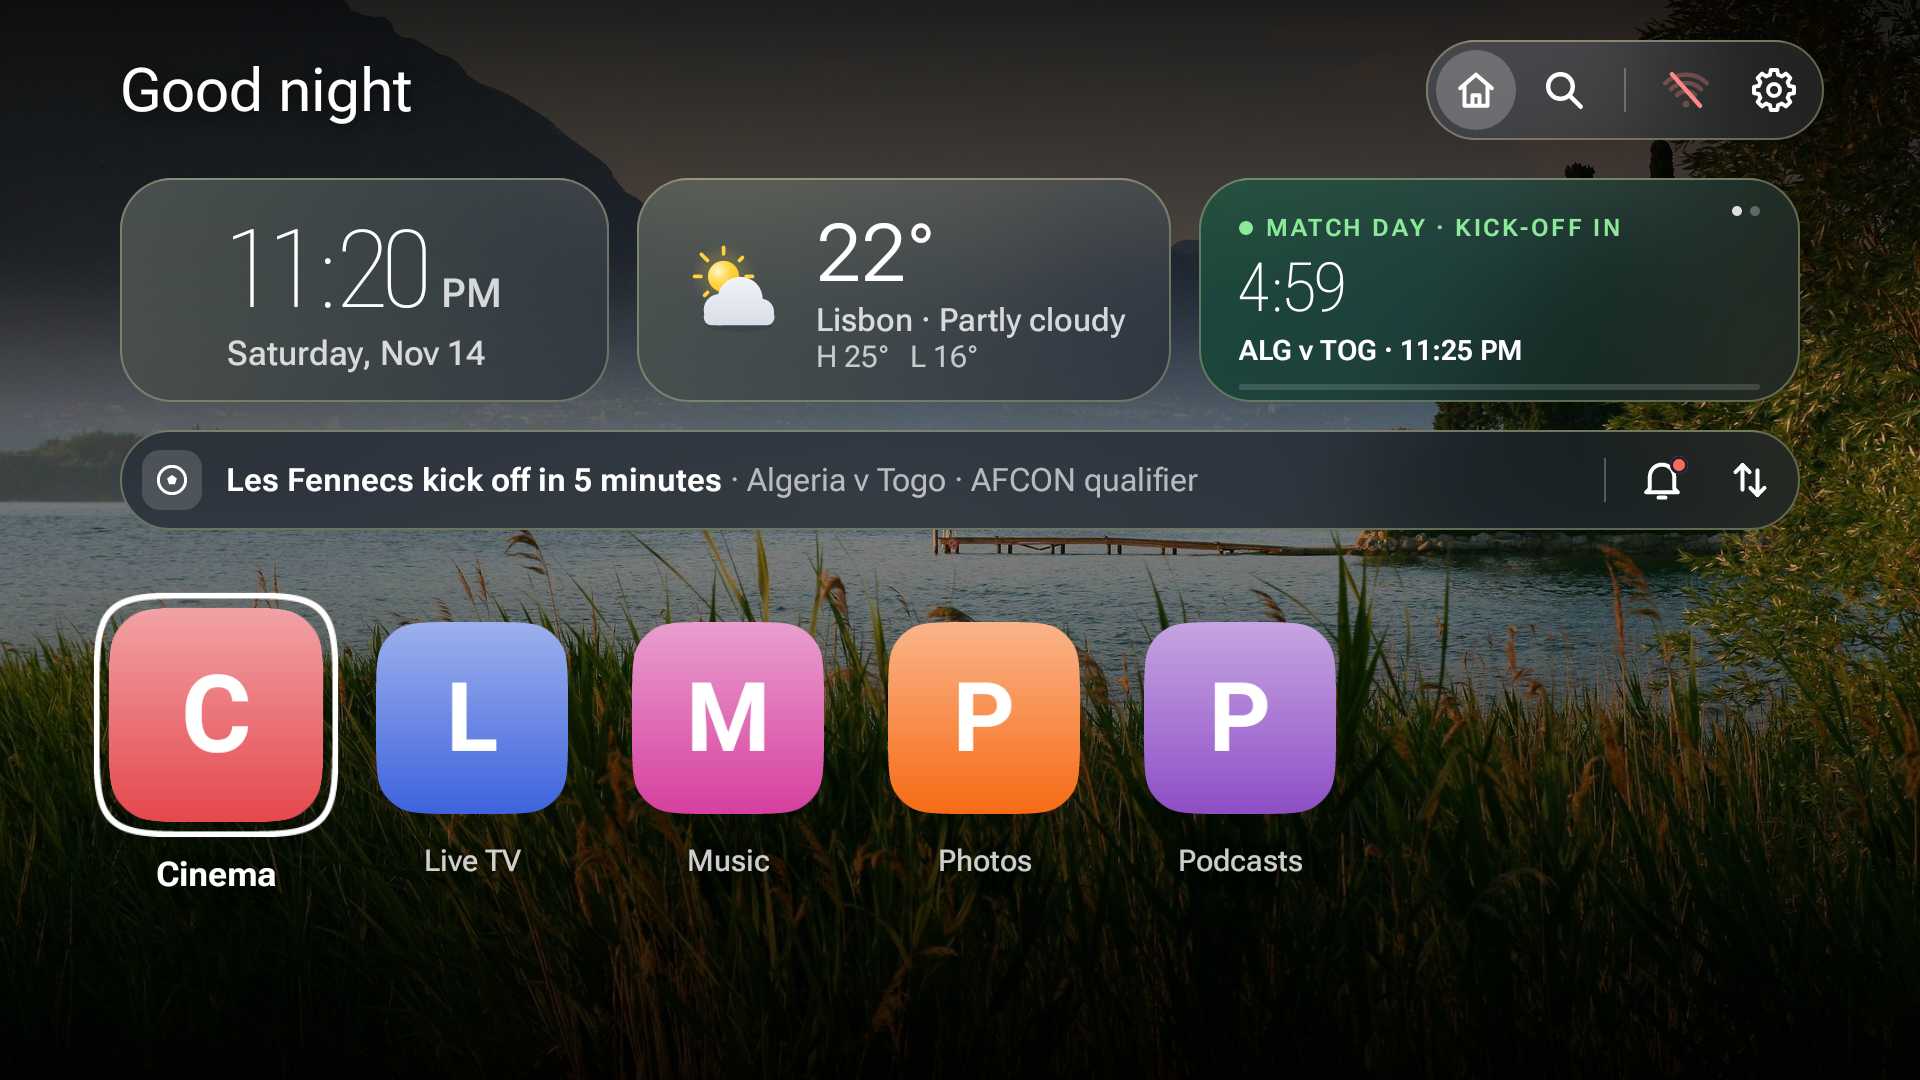 Good night
11:20 PM
Saturday, Nov 14
22°
Lisbon · Partly cloudy
H 25° L 16°
MATCH DAY · KICK-OFF IN
4:59
ALG v TOG · 11:25 PM
Les Fennecs kick off in 5 minutes · Algeria v Togo · AFCON qualifier
C
L
M
P
P
Cinema
Live TV
Music
Photos
Podcasts